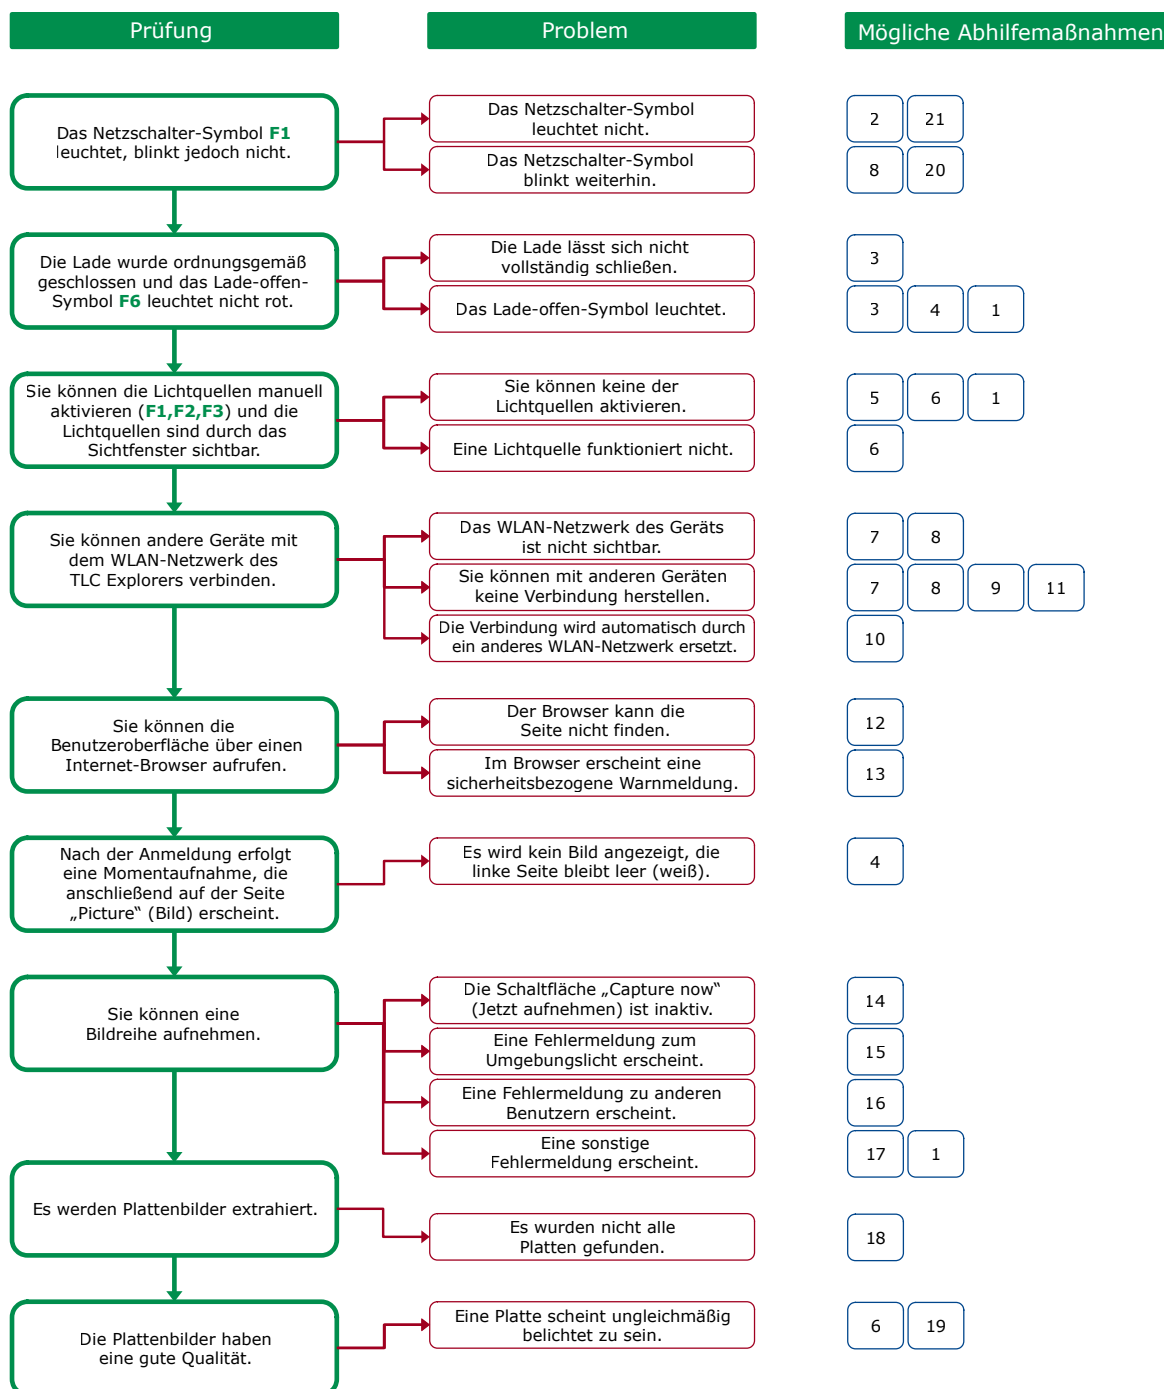 Prüfung
Problem
Mögliche Abhilfemaßnahmen
Das Netzschalter-Symbol F1
leuchtet, blinkt jedoch nicht.
Das Netzschalter-Symbol
leuchtet nicht.
2 21
Das Netzschalter-Symbol
blinkt weiterhin.
8 20
Die Lade wurde ordnungsgemäß
geschlossen und das Lade-offen-
Symbol F6 leuchtet nicht rot.
Die Lade lässt sich nicht
vollständig schließen.
3
Das Lade-offen-Symbol leuchtet.
3 4 1
Sie können die Lichtquellen manuell
aktivieren (F1,F2,F3) und die
Lichtquellen sind durch das
Sichtfenster sichtbar.
Sie können keine der
Lichtquellen aktivieren.
5 6 1
Eine Lichtquelle funktioniert nicht.
6
Sie können andere Geräte mit
dem WLAN-Netzwerk des
TLC Explorers verbinden.
Das WLAN-Netzwerk des Geräts
ist nicht sichtbar.
7 8
Sie können mit anderen Geräten
keine Verbindung herstellen.
7 8 9 11
Die Verbindung wird automatisch durch
ein anderes WLAN-Netzwerk ersetzt.
10
Sie können die
Benutzeroberfläche über einen
Internet-Browser aufrufen.
Der Browser kann die
Seite nicht finden.
12
Im Browser erscheint eine
sicherheitsbezogene Warnmeldung.
13
Nach der Anmeldung erfolgt
eine Momentaufnahme, die
anschließend auf der Seite
„Picture“ (Bild) erscheint.
Es wird kein Bild angezeigt, die
linke Seite bleibt leer (weiß).
4
Sie können eine
Bildreihe aufnehmen.
Die Schaltfläche „Capture now“
(Jetzt aufnehmen) ist inaktiv.
14
Eine Fehlermeldung zum
Umgebungslicht erscheint.
15
Eine Fehlermeldung zu anderen
Benutzern erscheint.
16
Eine sonstige
Fehlermeldung erscheint.
17 1
Es werden Plattenbilder extrahiert.
Es wurden nicht alle
Platten gefunden.
18
Die Plattenbilder haben
eine gute Qualität.
Eine Platte scheint ungleichmäßig
belichtet zu sein.
6 19